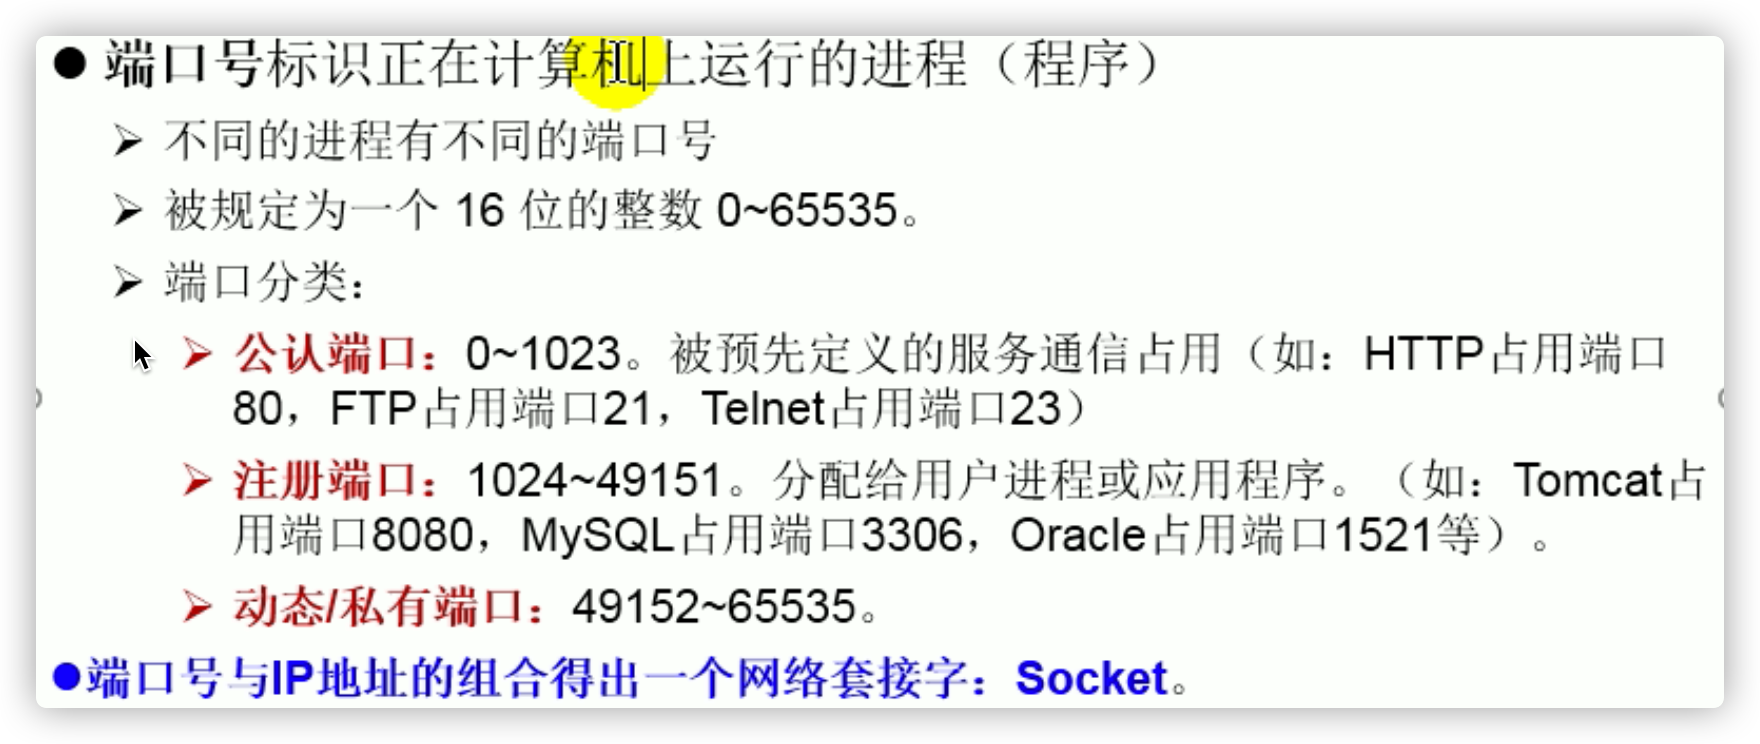 ● 端口号标识正在计算机上运行的进程（程序）
➢ 不同的进程有不同的端口号
➢ 被规定为一个 16 位的整数 0~65535。
➢ 端口分类：
➢ 公认端口：0~1023。被预先定义的服务通信占用（如：HTTP占用端口
80，FTP占用端口21，Telnet占用端口23）
➢ 注册端口：1024~49151。分配给用户进程或应用程序。（如：Tomcat占
用端口8080，MySQL占用端口3306，Oracle占用端口1521等）。
➢ 动态/私有端口：49152~65535。
●端口号与IP地址的组合得出一个网络套接字：Socket。